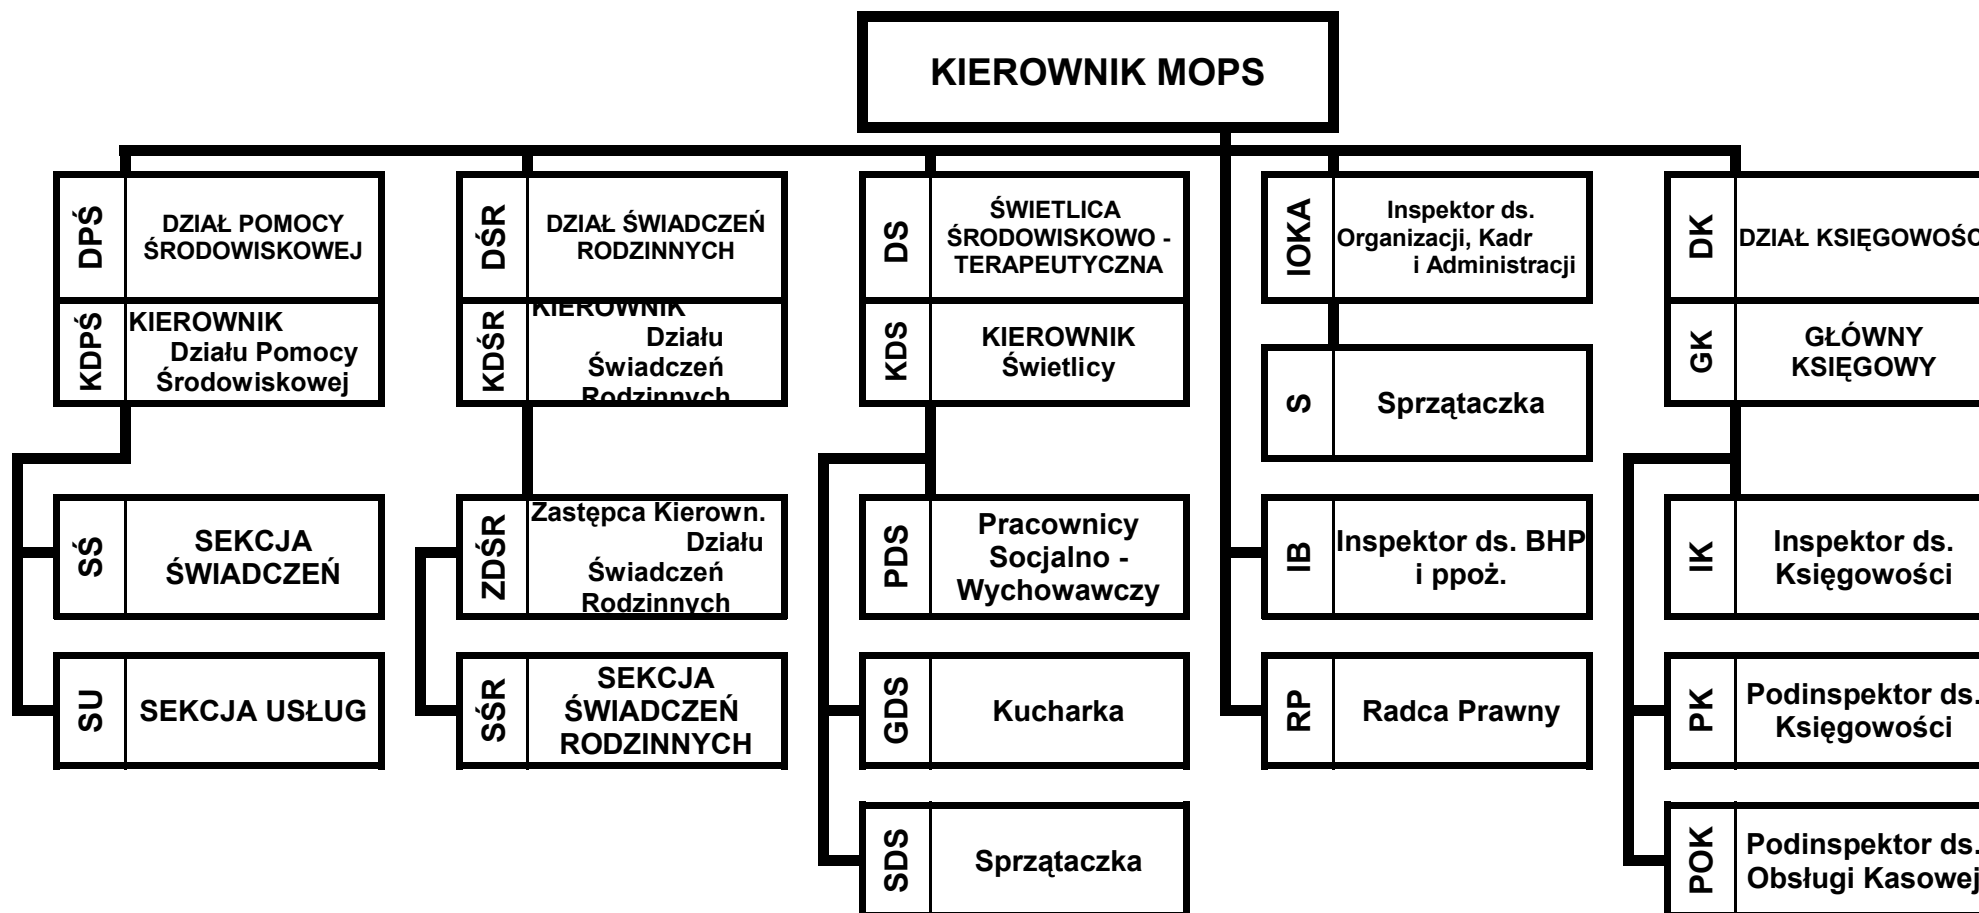 KIEROWNIK MOPS
DPŚ
DZIAŁ POMOCY
ŚRODOWISKOWEJ
KDPŚ
KIEROWNIK
Działu Pomocy
Środowiskowej
SŚ
SEKCJA
ŚWIADCZEŃ
SU
SEKCJA USŁUG
DŚR
DZIAŁ ŚWIADCZEŃ
RODZINNYCH
KDŚR
KIEROWNIK
Działu
Świadczeń
Rodzinnych
ZDŚR
Zastępca Kierown.
Działu
Świadczeń
Rodzinnych
SŚR
SEKCJA
ŚWIADCZEŃ
RODZINNYCH
DS
ŚWIETLICA
ŚRODOWISKOWO -
TERAPEUTYCZNA
KDS
KIEROWNIK
Świetlicy
PDS
Pracownicy
Socjalno -
Wychowawczy
GDS
Kucharka
SDS
Sprzątaczka
IOKA
Inspektor ds.
Organizacji, Kadr
i Administracji
S
Sprzątaczka
IB
Inspektor ds. BHP
i ppoż.
RP
Radca Prawny
DK
DZIAŁ KSIĘGOWOŚC
GK
GŁÓWNY
KSIĘGOWY
IK
Inspektor ds.
Księgowości
PK
Podinspektor ds.
Księgowości
POK
Podinspektor ds.
Obsługi Kasowej